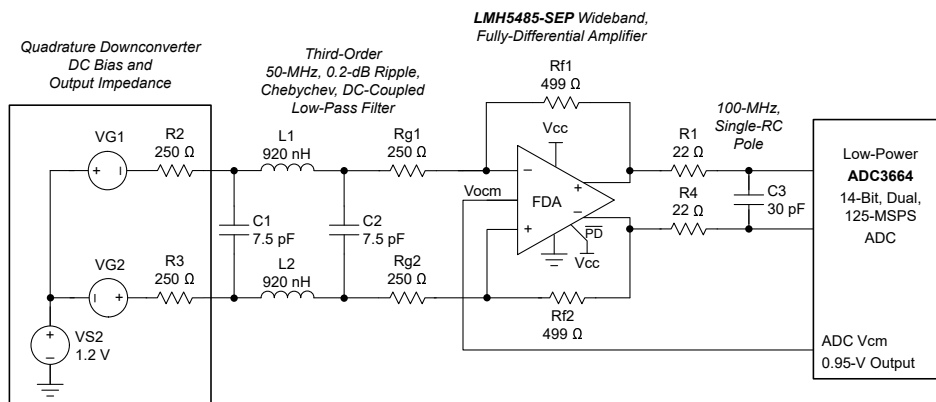 LMH5485-SEP Wideband,
Fully-Differential Amplifier
Quadrature Downconverter
DC Bias and
Output Impedance
Third-Order
50-MHz, 0.2-dB Ripple,
Chebychev, DC-Coupled
Low-Pass Filter
Rf1
499 Ω
100-MHz,
Single-RC
Pole
VG1
R2
250 Ω
L1
920 nH
Rg1
250 Ω
Vcc
R1
22 Ω
Low-Power
ADC3664
14-Bit, Dual,
125-MSPS
ADC
+
–
–
+
Vocm
FDA
C1
7.5 pF
C2
7.5 pF
R4
22 Ω
C3
30 pF
+
–
PD
Vcc
VG2
R3
250 Ω
L2
920 nH
Rg2
250 Ω
–
+
Rf2
499 Ω
+
–
VS2
1.2 V
ADC Vcm
0.95-V Output